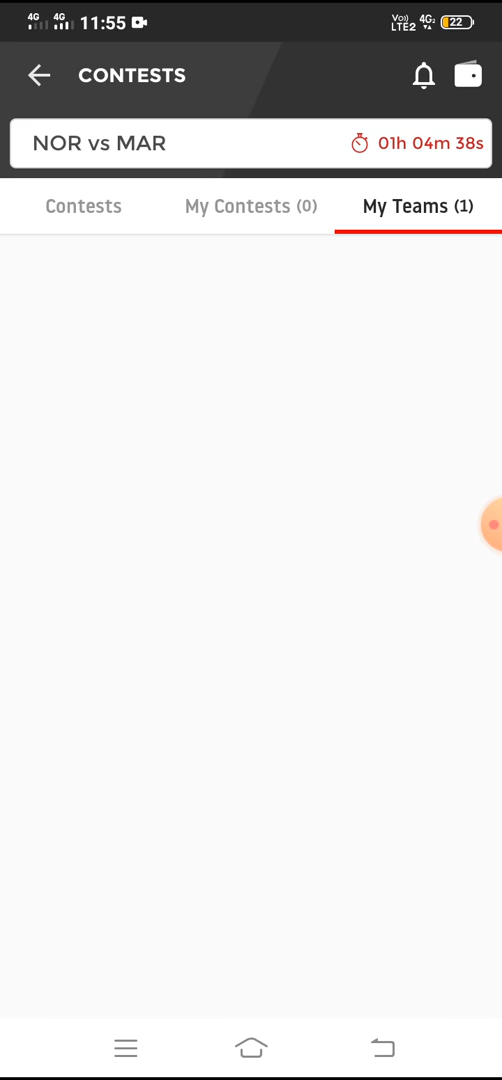 4G 4G 11:55 Vo)) LTE2 4G2 22
CONTESTS
NOR vs MAR 01h 04m 38s
Contests My Contests (0) My Teams (1)